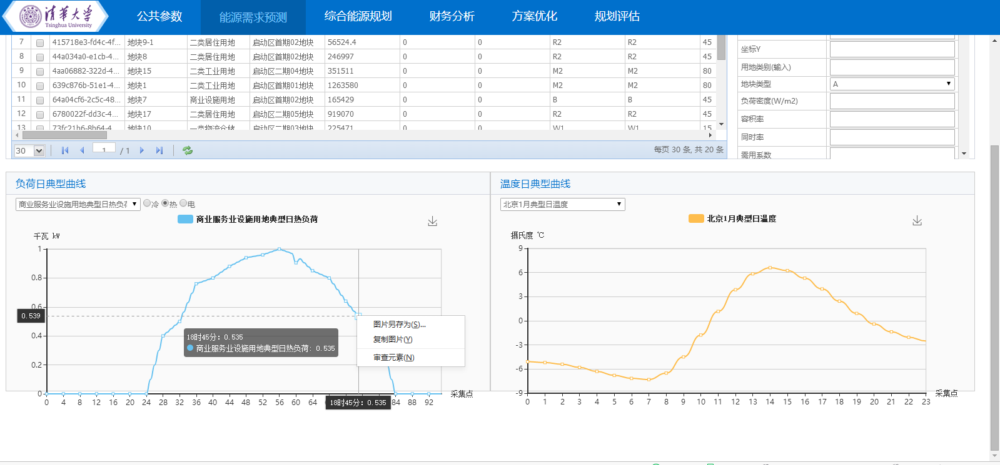 清华大学
Tsinghua University
公共参数 能源需求预测 综合能源规划 财务分析 方案优化 规划评估
7 415718e3-fd4c-4f... 地块9-1 二类居住用地 启动区首期02地块 56524.4 0 0 R2 R2 45
8 44a034a0-e1cb-4... 地块8 二类居住用地 启动区首期02地块 246997 0 0 R2 R2 45
9 4aa06882-322d-4... 地块15 二类工业用地 启动区二期04地块 351511 0 0 M2 M2 80
10 639c876b-51e1-4... 地块1 二类工业用地 启动区首期01地块 1263580 0 0 M2 M2 80
11 64a04cf6-2c5c-48... 地块7 商业设施用地 启动区首期02地块 165429 0 0 B B 45
12 6780022f-dd3c-4... 地块17 二类居住用地 启动区二期05地块 919070 0 0 R2 R2 45
13 73fc21b6-8b64-4... 地块10 一类物流仓储 启动区二期03地块 225471 0 0 W1 W1 15
30 1 / 1 每页 30 条, 共 20 条
坐标Y
用地类别(输入)
地块类型 A
负荷密度(W/m2)
容积率
同时率
需用系数
负荷日典型曲线
商业服务业设施用地典型日热负荷 冷 热 电
商业服务业设施用地典型日热负荷
千瓦 kW
1
0.8
0.6
0.539
0.4
0.2
0
18时45分: 0.535
商业服务业设施用地典型日热负荷: 0.535
图片另存为(S)...
复制图片(Y)
审查元素(N)
0 4 8 12 16 20 24 28 32 36 40 44 48 52 56 60 64 18时45分: 0.535 84 88 92
采集点
温度日典型曲线
北京1月典型日温度
北京1月典型日温度
摄氏度 ℃
9
6
3
0
-3
-6
-9
0 1 2 3 4 5 6 7 8 9 10 11 12 13 14 15 16 17 18 19 20 21 22 23
采集点